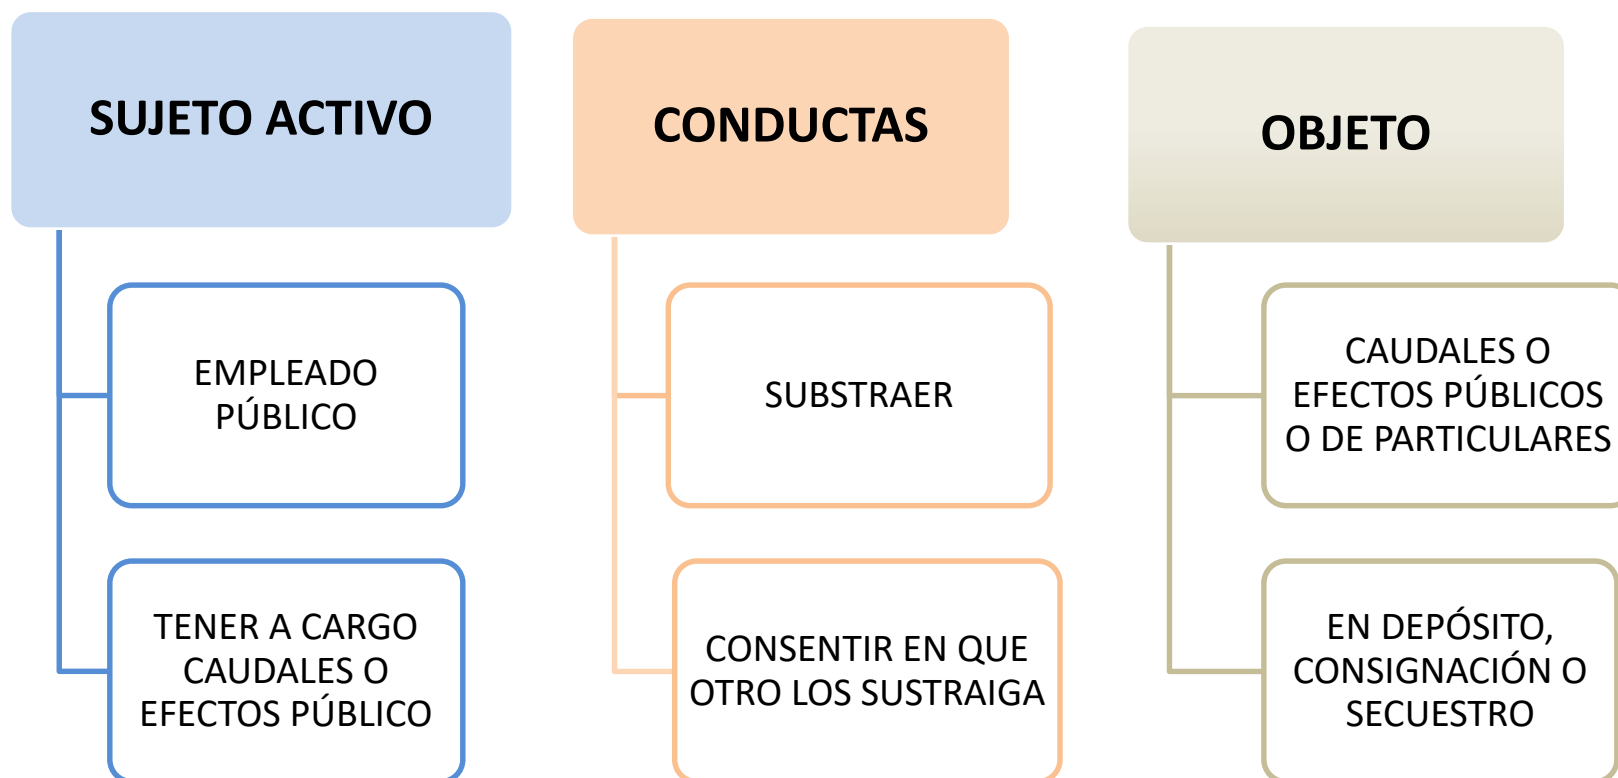 SUJETO ACTIVO
EMPLEADO
PÚBLICO
TENER A CARGO
CAUDALES O
EFECTOS PÚBLICO
CONDUCTAS
SUBSTRAER
CONSENTIR EN QUE
OTRO LOS SUSTRAIGA
OBJETO
CAUDALES O
EFECTOS PÚBLICOS
O DE PARTICULARES
EN DEPÓSITO,
CONSIGNACIÓN O
SECUESTRO